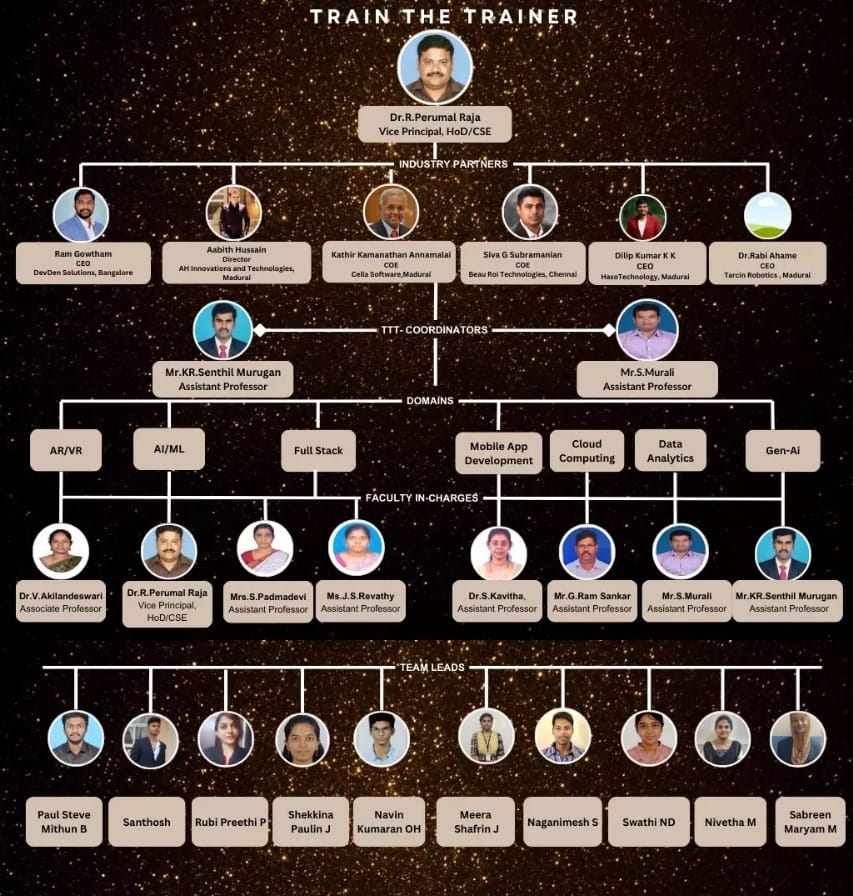 TRAIN THE TRAINER
Dr.R.Perumal Raja
Vice Principal, HoD/CSE
INDUSTRY PARTNERS
Ram Gowtham
CEO
DevDen Solutions, Bangalore
Aabith Hussain
Director
AH Innovations and Technologies,
Madurai
Kathir Kamanathan Annamalai
COE
Cella Software,Madurai
Siva G Subramanian
COE
Beau Roi Technologies, Chennai
Dilip Kumar K K
CEO
HaseTechnology, Madurai
Dr.Rabi Ahame
CEO
Tarcin Robotics , Madurai
TTT- COORDINATORS
Mr.KR.Senthil Murugan
Assistant Professor
Mr.S.Murali
Assistant Professor
DOMAINS
AR/VR
AI/ML
Full Stack
Mobile App
Development
Cloud
Computing
Data
Analytics
Gen-Ai
FACULTY IN-CHARGES
Dr.V.Akilandeswari
Associate Professor
Dr.R.Perumal Raja
Vice Principal,
HoD/CSE
Mrs.S.Padmadevi
Assistant Professor
Ms.J.S.Revathy
Assistant Professor
Dr.S.Kavitha,
Assistant Professor
Mr.G.Ram Sankar
Assistant Professor
Mr.S.Murali
Assistant Professor
Mr.KR.Senthil Murugan
Assistant Professor
TEAM LEADS
Paul Steve
Mithun B
Santhosh
Rubi Preethi P
Shekkina
Paulin J
Navin
Kumaran OH
Meera
Shafrin J
Naganimesh S
Swathi ND
Nivetha M
Sabreen
Maryam M